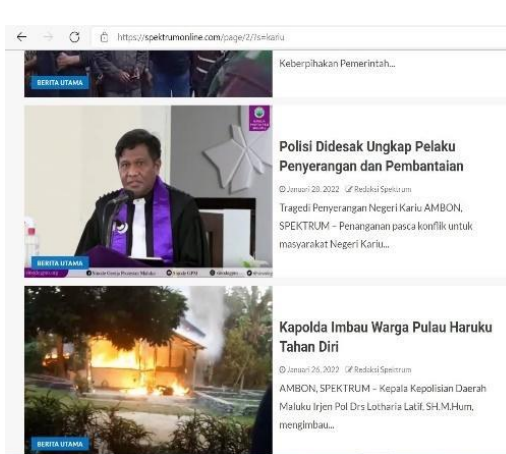 https://spektrumonline.com/page/2/?s=kariu
Keberpihakan Pemerintah...
BERITA UTAMA
Polisi Didesak Ungkap Pelaku
Penyerangan dan Pembantaian
Januari 28, 2022 Redaksi Spektrum
Tragedi Penyerangan Negeri Kariu AMBON,
SPEKTRUM – Penanganan pasca konflik untuk
masyarakat Negeri Kariu...
BERITA UTAMA
Kapolda Imbau Warga Pulau Haruku
Tahan Diri
Januari 26, 2022 Redaksi Spektrum
AMBON, SPEKTRUM – Kepala Kepolisian Daerah
Maluku Irjen Pol Drs Lotharia Latif, SH.M.Hum,
mengimbau...
BERITA UTAMA